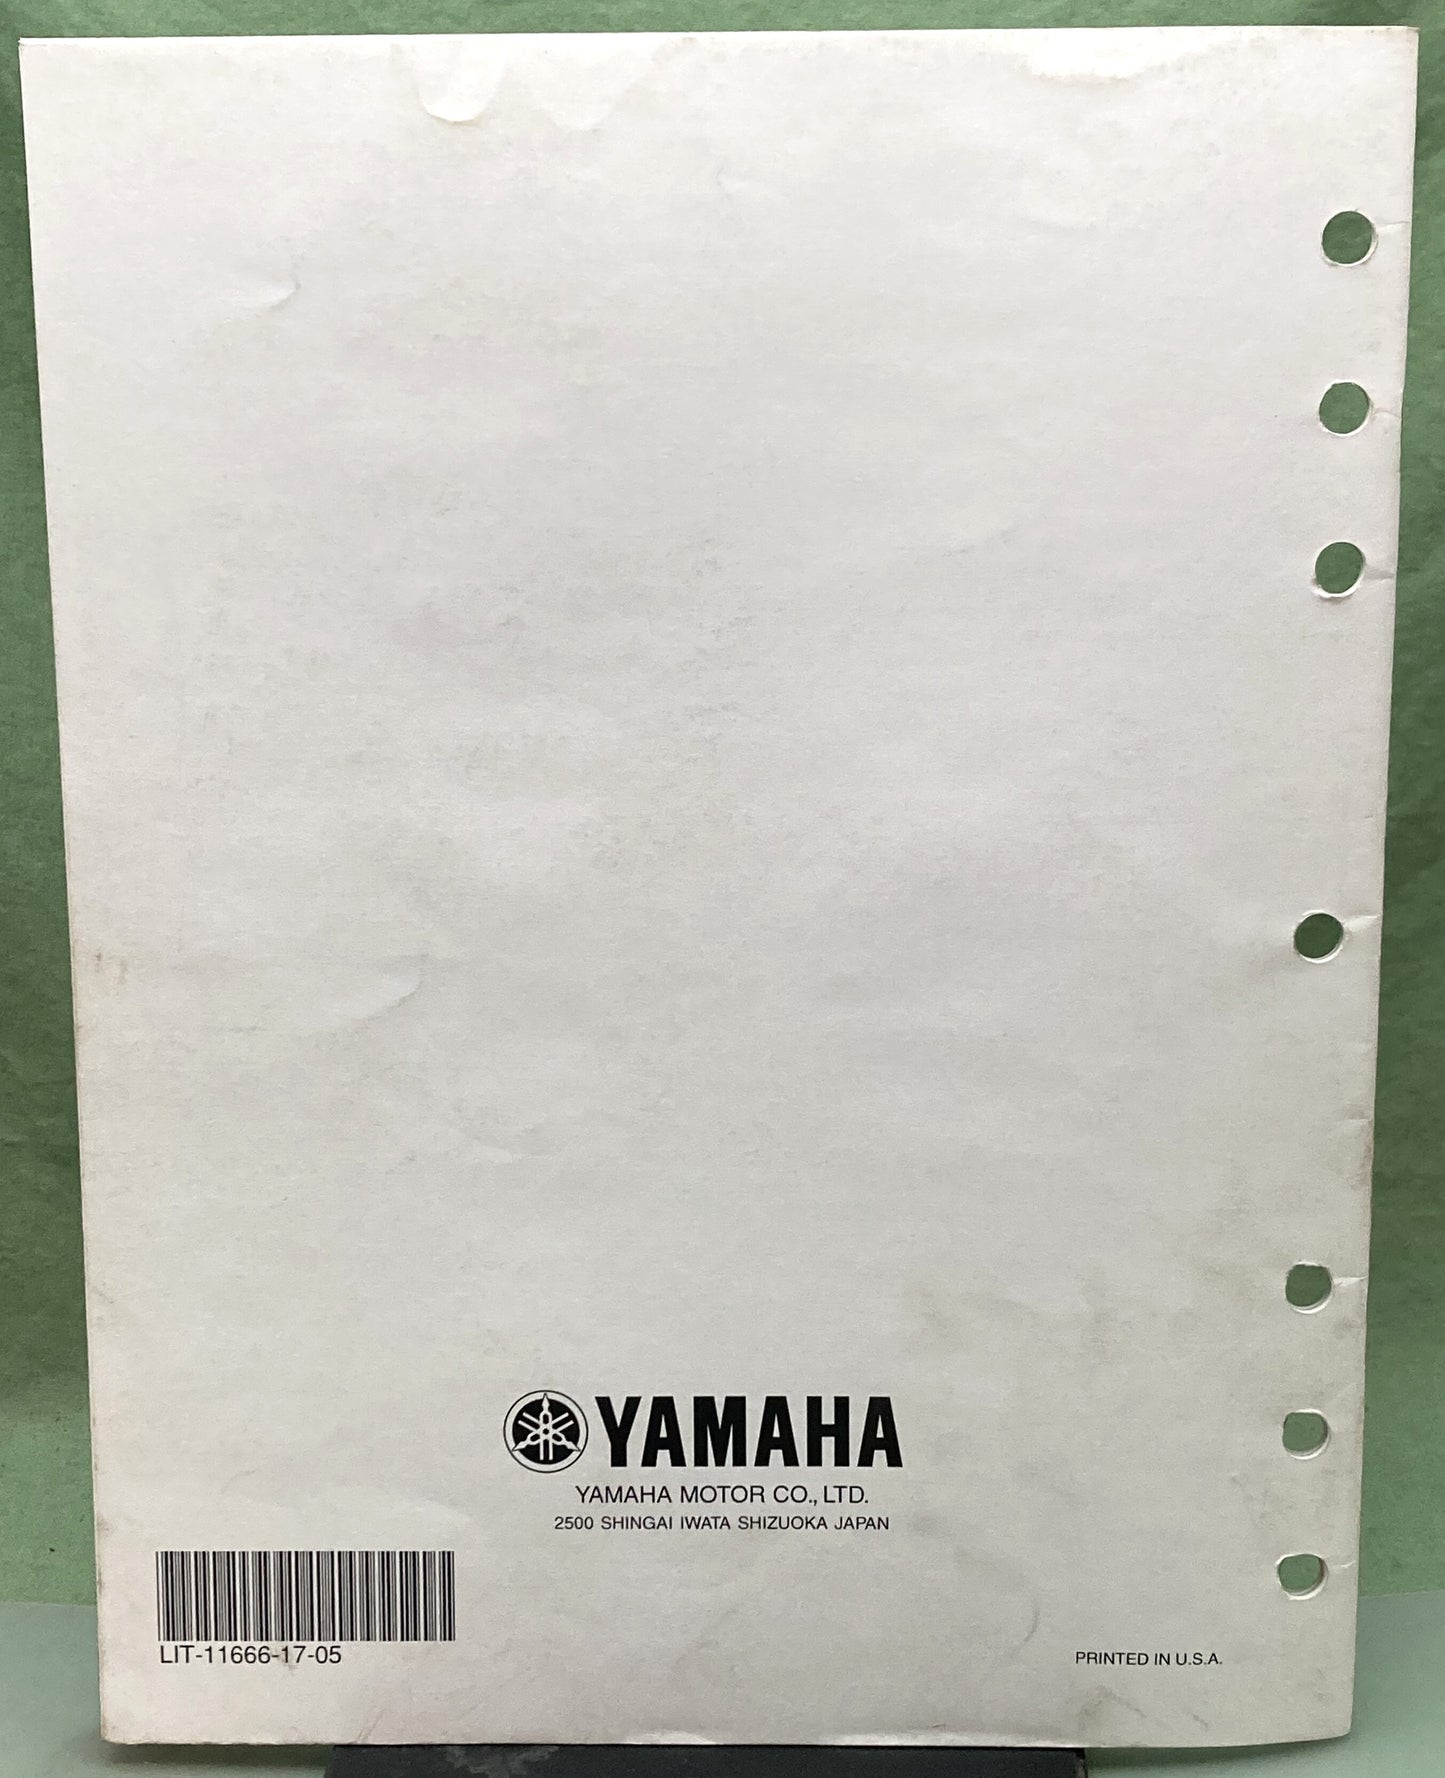 YAMAHA
YAMAHA MOTOR CO., LTD.
2500 SHINGAI IWATA SHIZUOKA JAPAN
LIT-11666-17-05
PRINTED IN U.S.A.